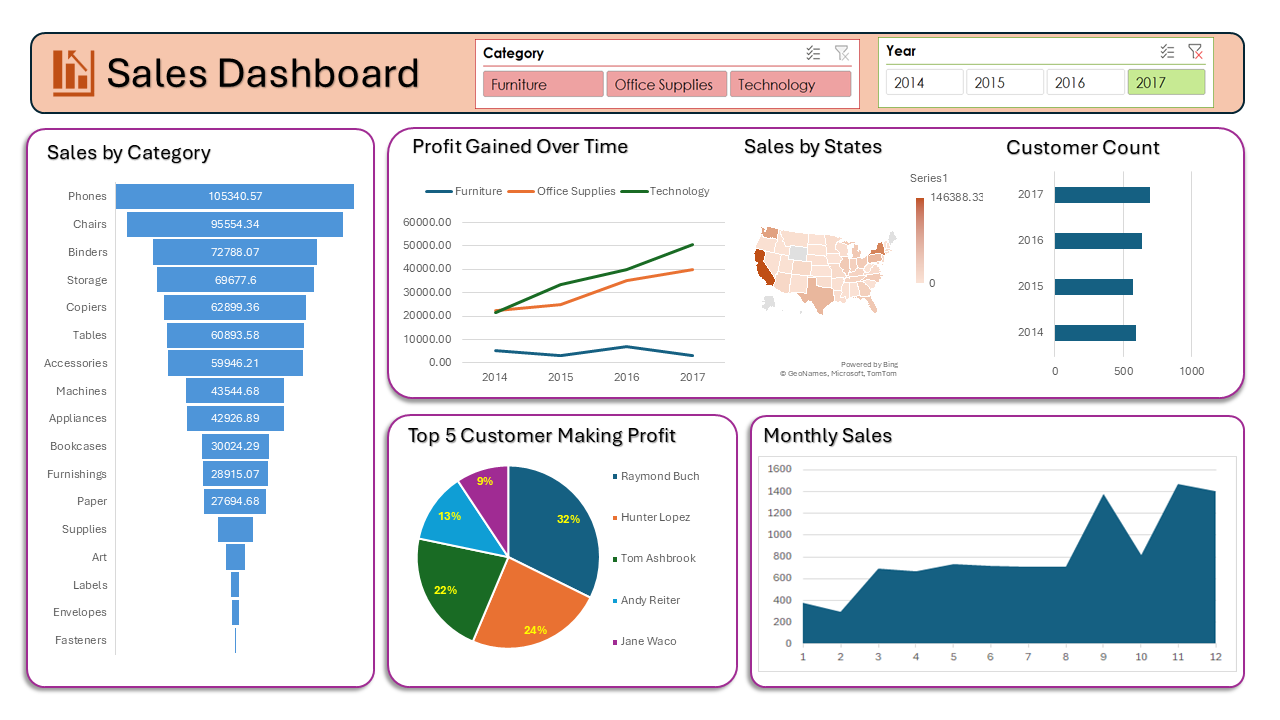 Sales Dashboard
Category
Furniture
Office Supplies
Technology
Year
2014
2015
2016
2017
Sales by Category
Phones 105340.57
Chairs 95554.34
Binders 72788.07
Storage 69677.6
Copiers 62899.36
Tables 60893.58
Accessories 59946.21
Machines 43544.68
Appliances 42926.89
Bookcases 30024.29
Furnishings 28915.07
Paper 27694.68
Supplies
Art
Labels
Envelopes
Fasteners
Profit Gained Over Time
Furniture Office Supplies Technology
60000.00
50000.00
40000.00
30000.00
20000.00
10000.00
0.00
2014 2015 2016 2017
Sales by States
Series1
146388.33
0
Powered by Bing
© GeoNames, Microsoft, TomTom
Customer Count
2017
2016
2015
2014
0 500 1000
Top 5 Customer Making Profit
32%
24%
22%
13%
9%
Raymond Buch
Hunter Lopez
Tom Ashbrook
Andy Reiter
Jane Waco
Monthly Sales
1600
1400
1200
1000
800
600
400
200
0
1 2 3 4 5 6 7 8 9 10 11 12